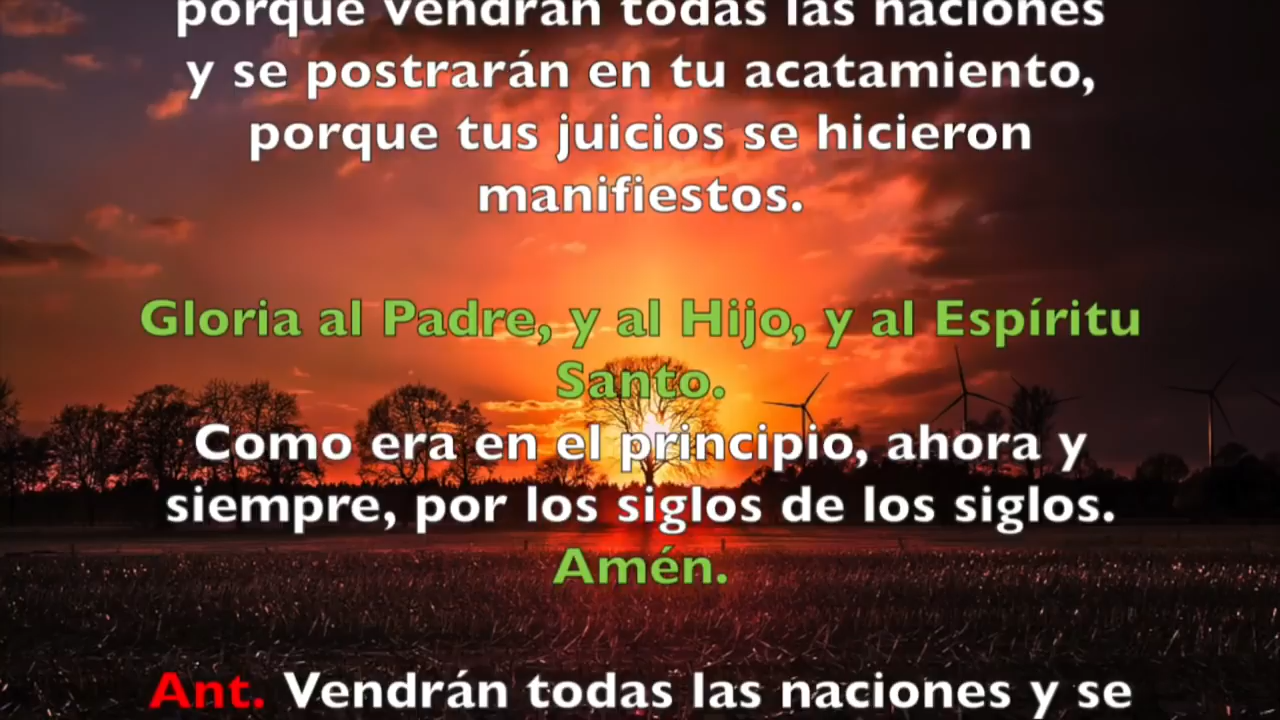 porque vendrán todas las naciones
y se postrarán en tu acatamiento,
porque tus juicios se hicieron
manifiestos.
Gloria al Padre, y al Hijo, y al Espíritu
Santo.
Como era en el principio, ahora y
siempre, por los siglos de los siglos.
Amén.
Ant. Vendrán todas las naciones y se